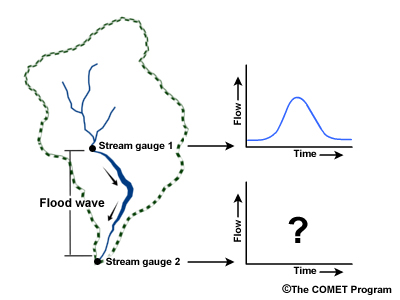 Flow
Time
Stream gauge 1
Flood wave
Stream gauge 2
Flow
?
Time
©The COMET Program